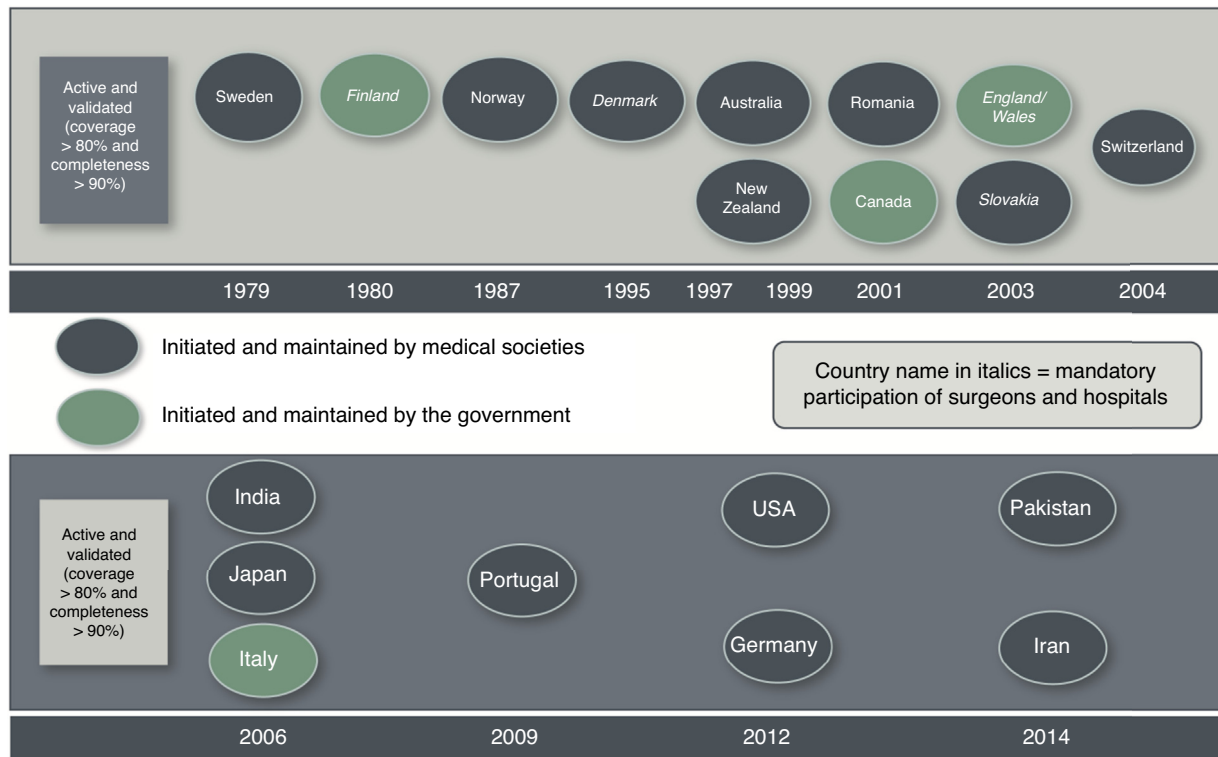 Active and
validated
(coverage
> 80% and
completeness
> 90%)
Sweden
Finland
Norway
Denmark
Australia
Romania
England/
Wales
Switzerland
New
Zealand
Canada
Slovakia
1979 1980 1987 1995 1997 1999 2001 2003 2004
Initiated and maintained by medical societies
Initiated and maintained by the government
Country name in italics = mandatory
participation of surgeons and hospitals
Active and
validated
(coverage
> 80% and
completeness
> 90%)
India
USA
Pakistan
Japan
Portugal
Italy
Germany
Iran
2006 2009 2012 2014